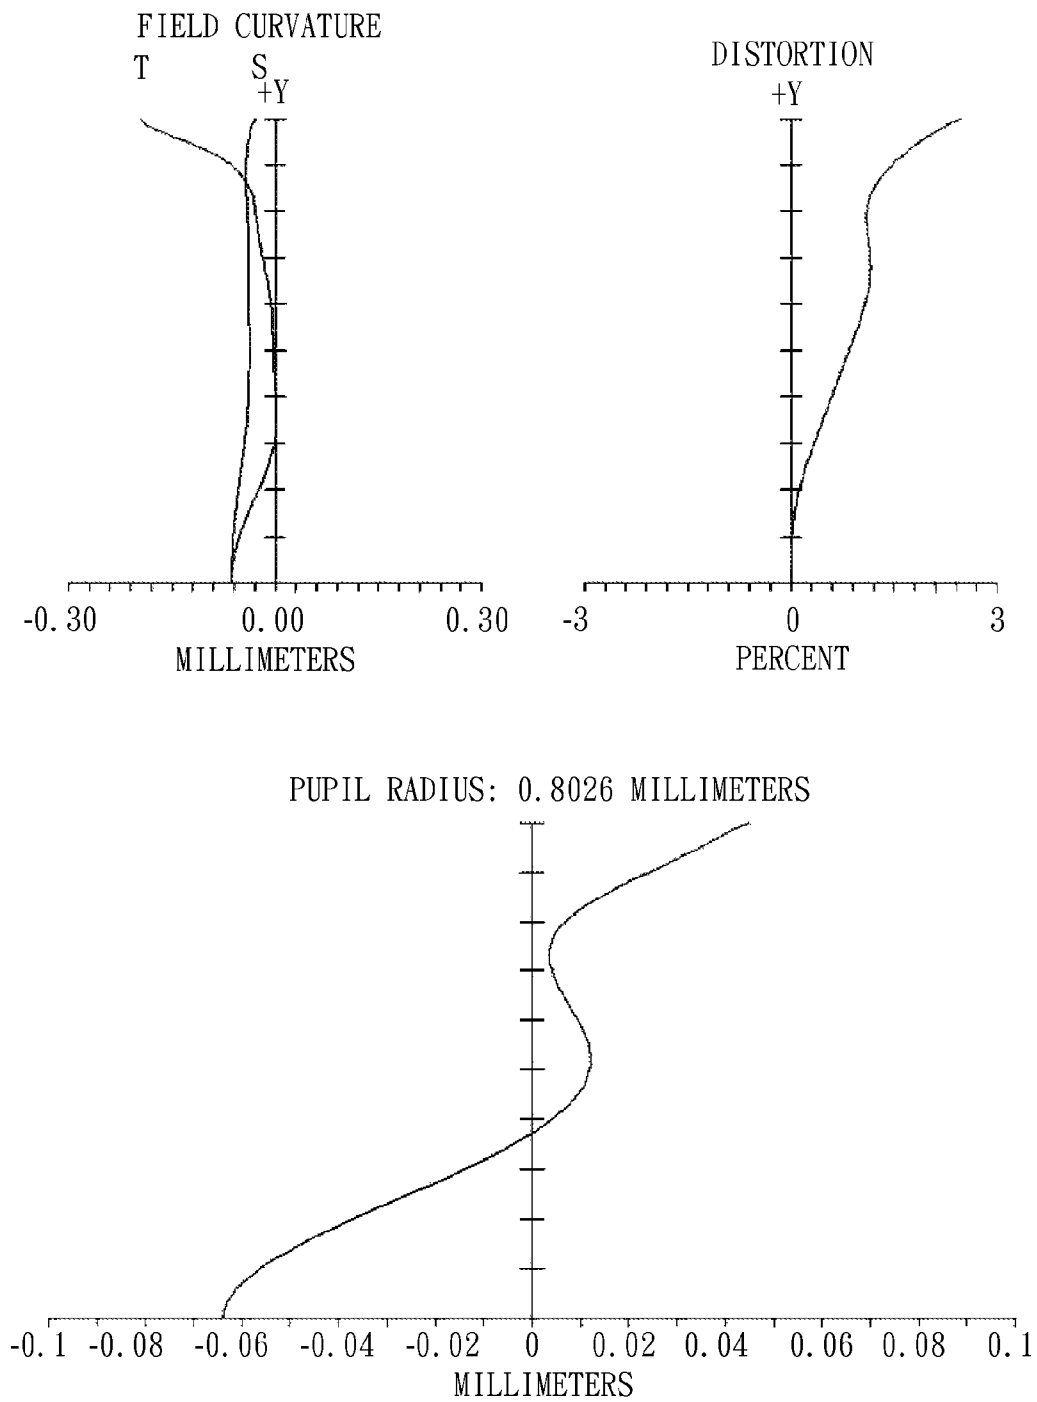 FIELD CURVATURE
T S
+Y
-0.30 0.00 0.30
MILLIMETERS
DISTORTION
+Y
-3 0 3
PERCENT
PUPIL RADIUS: 0.8026 MILLIMETERS
-0.1 -0.08 -0.06 -0.04 -0.02 0 0.02 0.04 0.06 0.08 0.1
MILLIMETERS